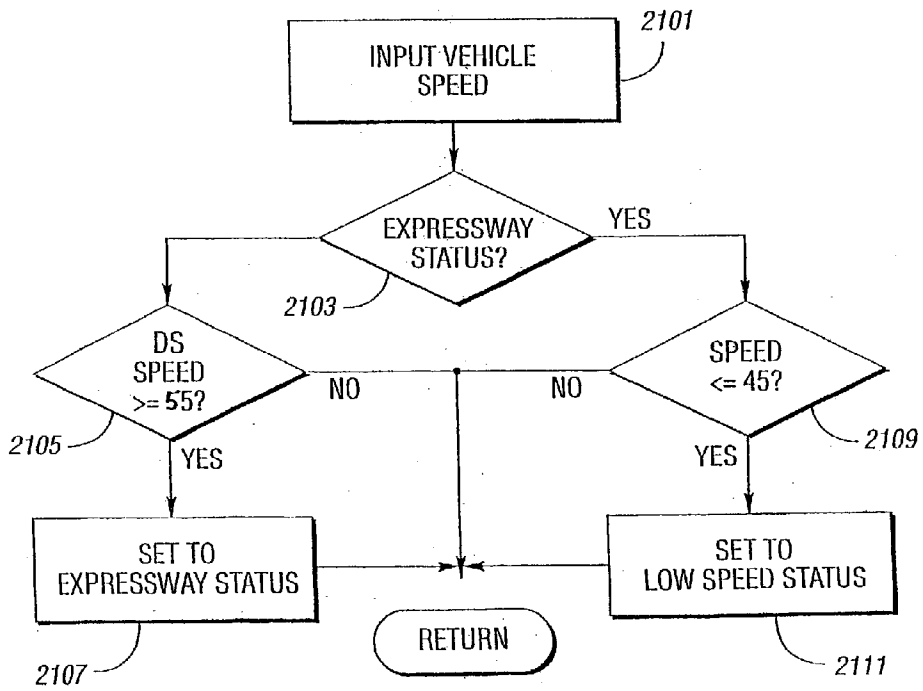 2101
INPUT VEHICLE
SPEED
EXPRESSWAY
STATUS?
YES
2103
DS
SPEED
>= 55?
NO
2105
YES
SPEED
<= 45?
NO
2109
YES
SET TO
EXPRESSWAY STATUS
2107
SET TO
LOW SPEED STATUS
2111
RETURN